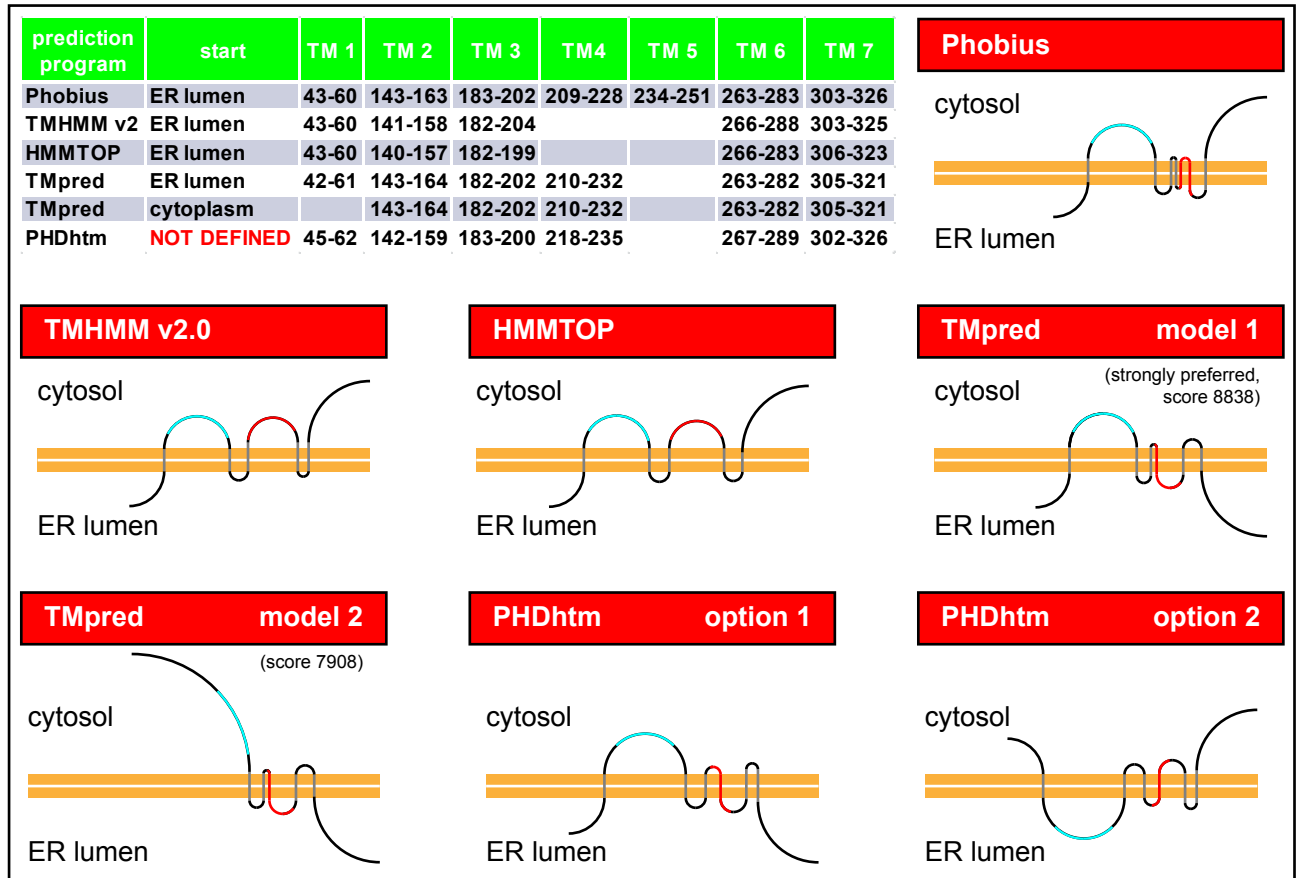 prediction program start TM 1 TM 2 TM 3 TM4 TM 5 TM 6 TM 7
Phobius ER lumen 43-60 143-163 183-202 209-228 234-251 263-283 303-326
TMHMM v2 ER lumen 43-60 141-158 182-204 266-288 303-325
HMMTOP ER lumen 43-60 140-157 182-199 266-283 306-323
TMpred ER lumen 42-61 143-164 182-202 210-232 263-282 305-321
TMpred cytoplasm 143-164 182-202 210-232 263-282 305-321
PHDhtm NOT DEFINED 45-62 142-159 183-200 218-235 267-289 302-326
Phobius
cytosol
ER lumen
TMHMM v2.0
cytosol
ER lumen
HMMTOP
cytosol
ER lumen
TMpred model 1
(strongly preferred,
score 8838)
cytosol
ER lumen
TMpred model 2
(score 7908)
cytosol
ER lumen
PHDhtm option 1
cytosol
ER lumen
PHDhtm option 2
cytosol
ER lumen